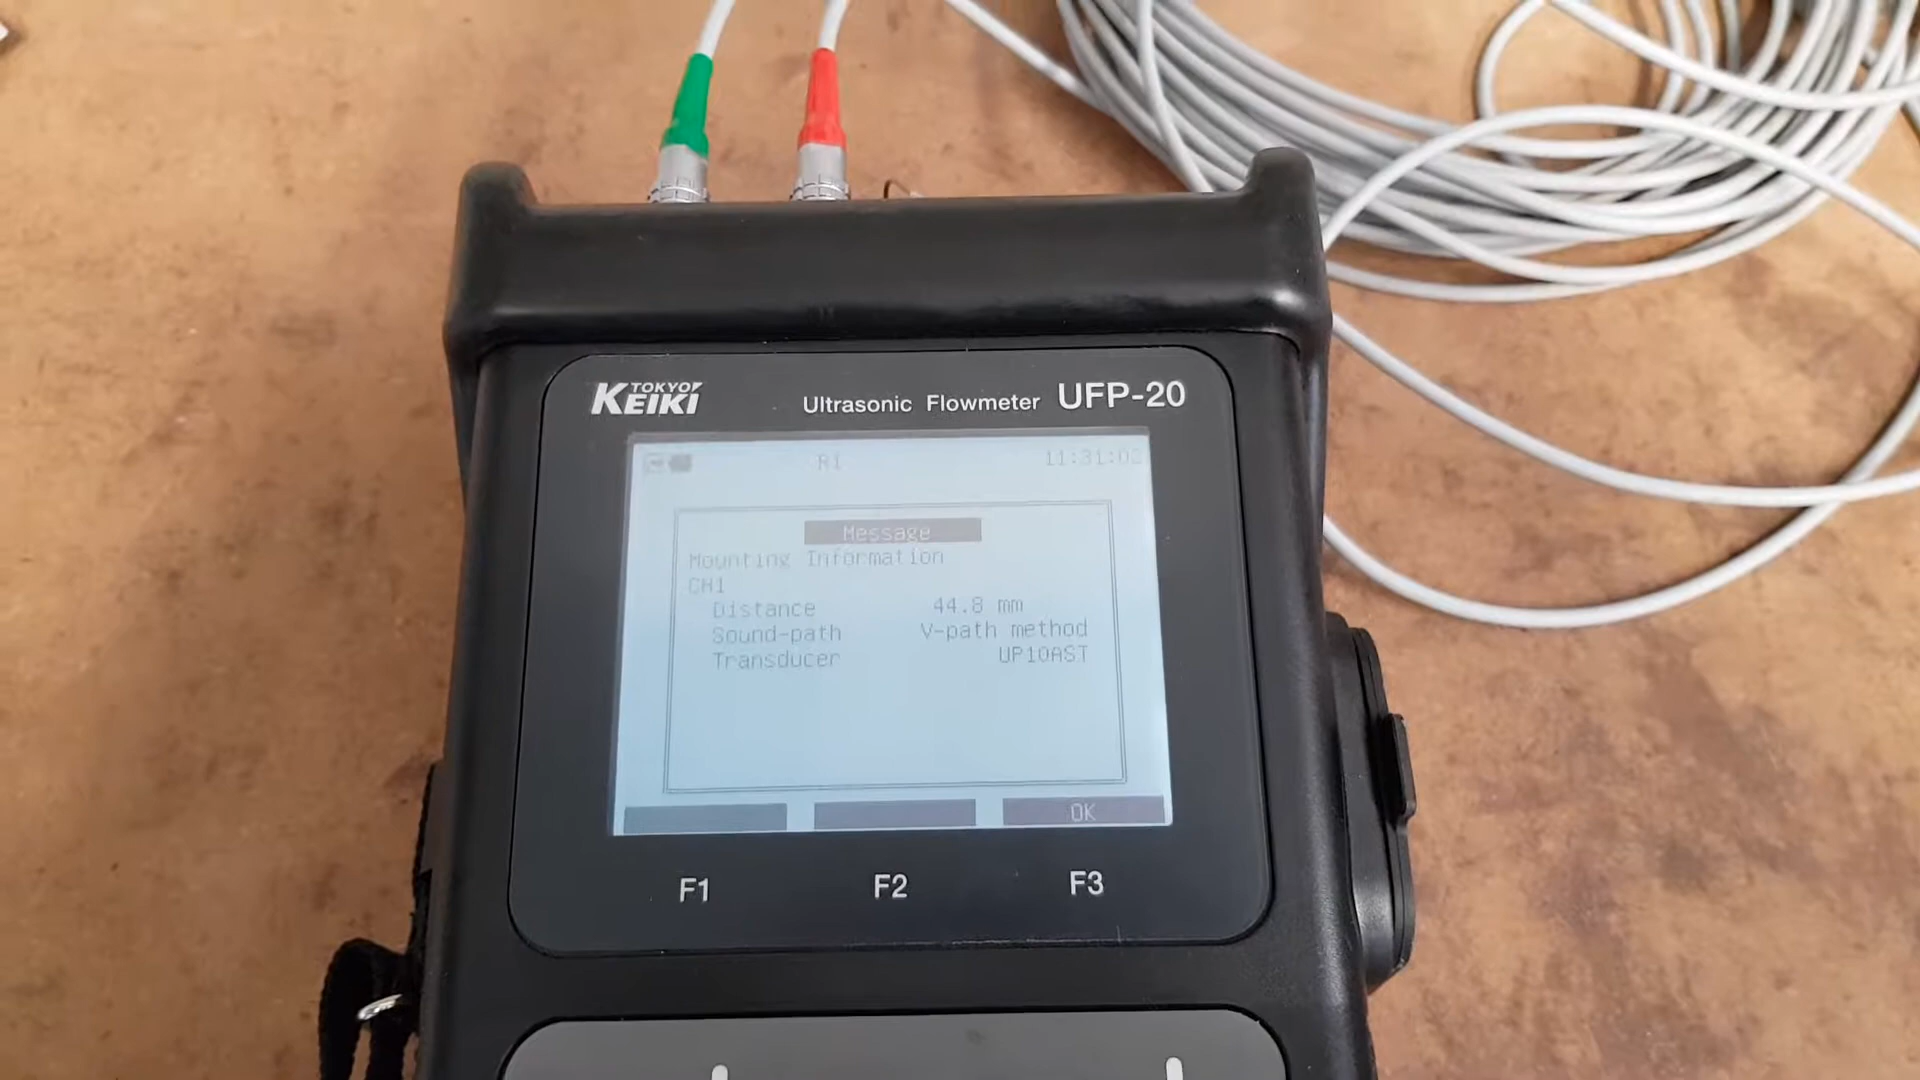 TOKYO
KEIKI
Ultrasonic Flowmeter UFP-20
R1 11:31:02
Message
Mounting Information
CH1
Distance 44.8 mm
Sound-path V-path method
Transducer UP10AST
OK
F1 F2 F3